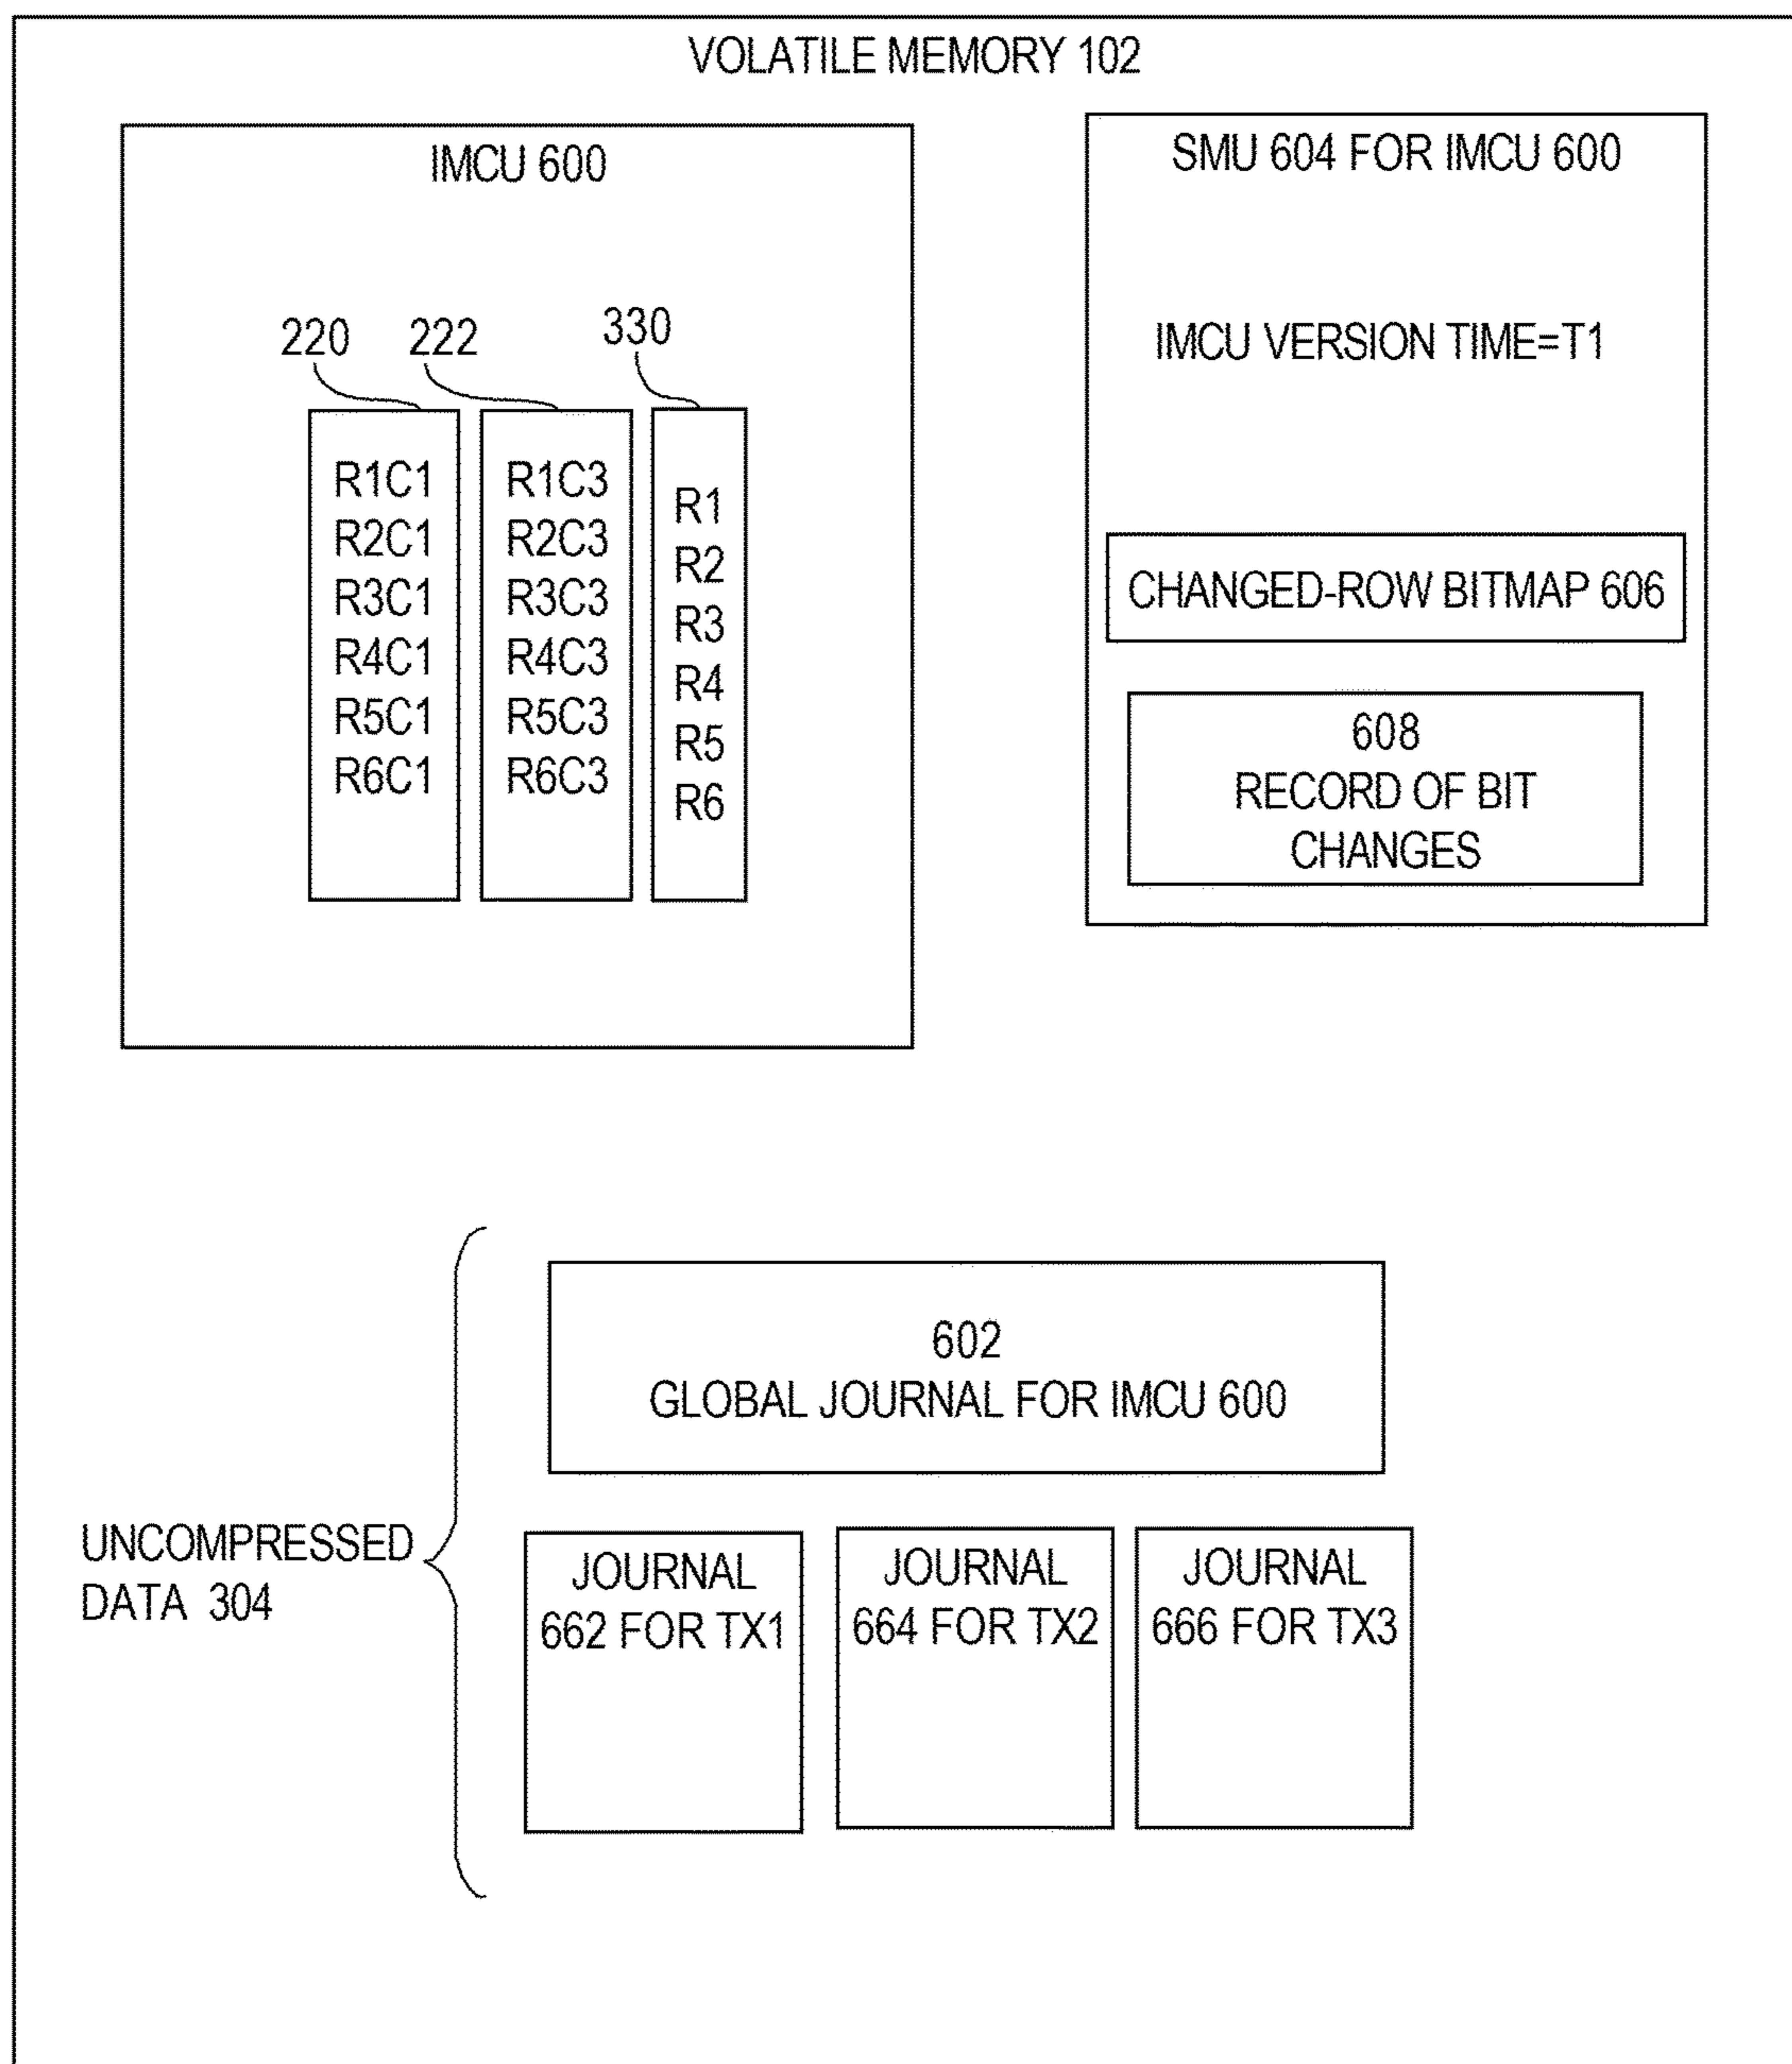 VOLATILE MEMORY 102
IMCU 600
220 222 330
R1C1
R2C1
R3C1
R4C1
R5C1
R6C1
R1C3
R2C3
R3C3
R4C3
R5C3
R6C3
R1
R2
R3
R4
R5
R6
SMU 604 FOR IMCU 600
IMCU VERSION TIME=T1
CHANGED-ROW BITMAP 606
608
RECORD OF BIT
CHANGES
UNCOMPRESSED
DATA 304
602
GLOBAL JOURNAL FOR IMCU 600
JOURNAL
662 FOR TX1
JOURNAL
664 FOR TX2
JOURNAL
666 FOR TX3